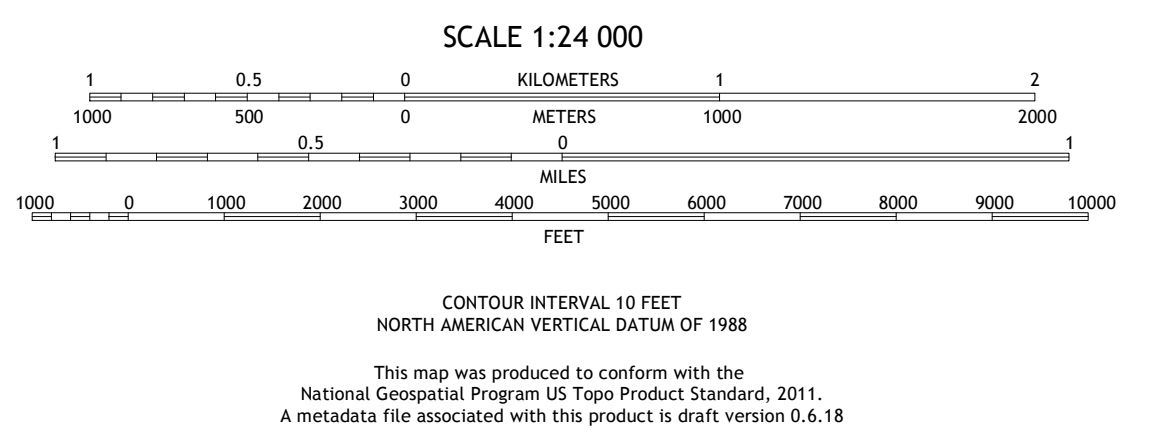 SCALE 1:24 000
1 0.5 0 KILOMETERS 1 2
1000 500 0 METERS 1000 2000
1 0.5 0 1
MILES
1000 0 1000 2000 3000 4000 5000 6000 7000 8000 9000 10000
FEET
CONTOUR INTERVAL 10 FEET
NORTH AMERICAN VERTICAL DATUM OF 1988
This map was produced to conform with the
National Geospatial Program US Topo Product Standard, 2011.
A metadata file associated with this product is draft version 0.6.18